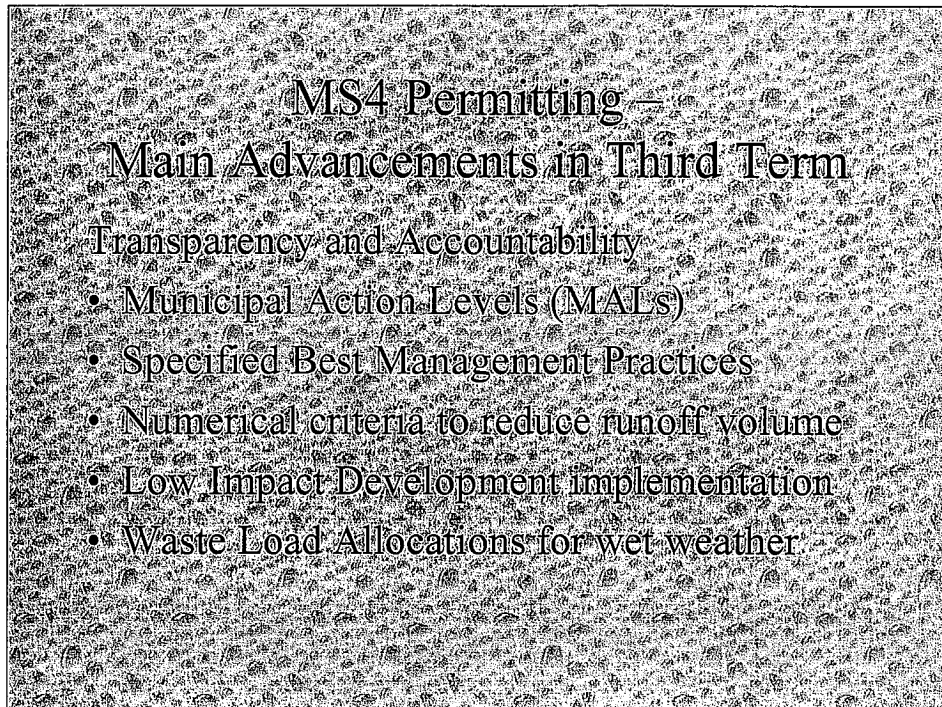 MS4 Permitting –
Main Advancements in Third Term
Transparency and Accountability
• Municipal Action Levels (MALs)
• Specified Best Management Practices
• Numerical criteria to reduce runoff volume
• Low Impact Development implementation
• Waste Load Allocations for wet weather